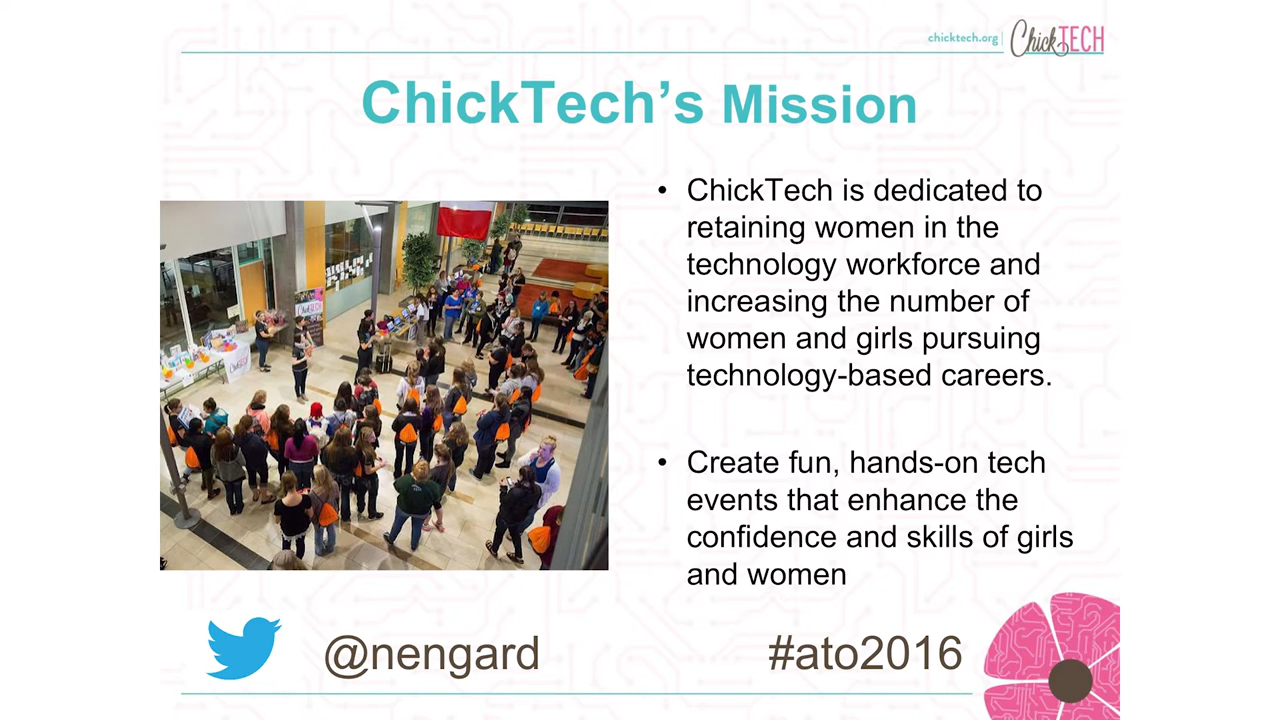 chicktech.org | ChickTECH
ChickTech’s Mission
• ChickTech is dedicated to
retaining women in the
technology workforce and
increasing the number of
women and girls pursuing
technology-based careers.
• Create fun, hands-on tech
events that enhance the
confidence and skills of girls
and women
@nengard
#ato2016